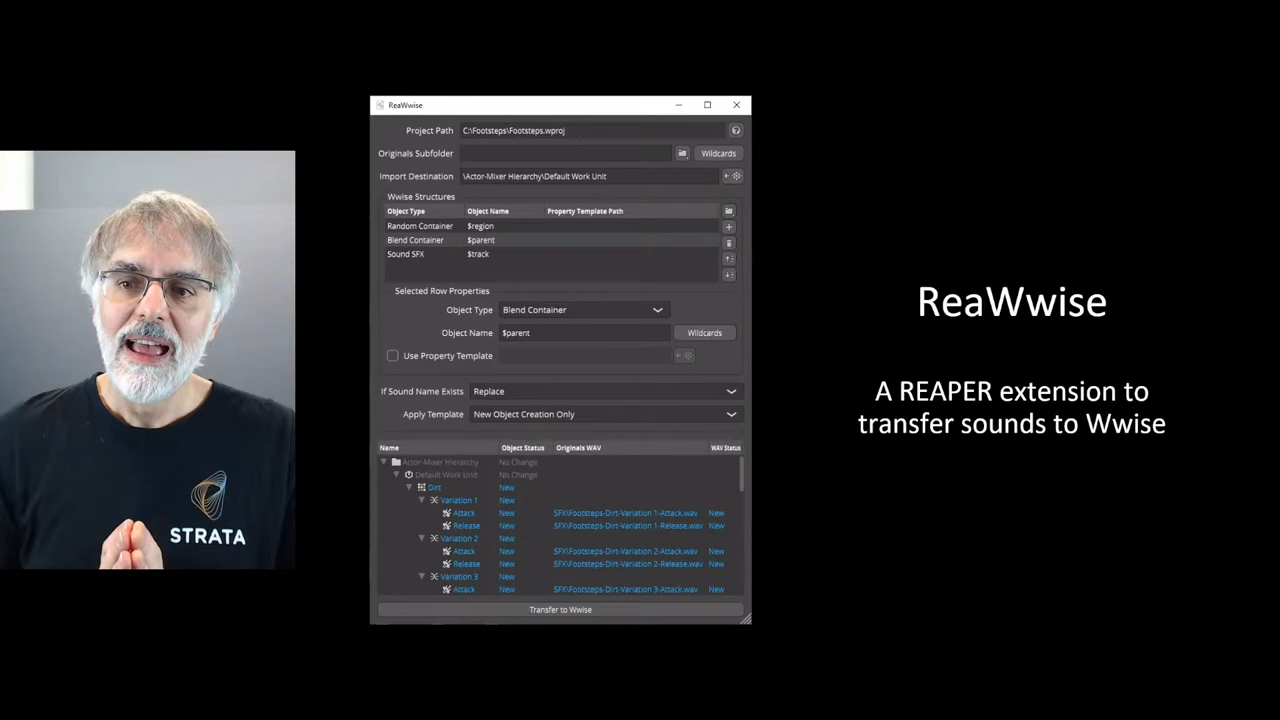 ReaWwise
Project Path C:\Footsteps\Footsteps.wproj
Originals Subfolder Wildcards
Import Destination \Actor-Mixer Hierarchy\Default Work Unit
Wwise Structures
Object Type Object Name Property Template Path
Random Container $region
Blend Container $parent
Sound SFX $track
Selected Row Properties
Object Type Blend Container
Object Name $parent Wildcards
Use Property Template
If Sound Name Exists Replace
Apply Template New Object Creation Only
Name Object Status Originals WAV WAV Status
Actor-Mixer Hierarchy No Change
Default Work Unit No Change
Dirt New
Variation 1 New
Attack New SFX\Footsteps-Dirt-Variation 1-Attack.wav New
Release New SFX\Footsteps-Dirt-Variation 1-Release.wav New
Variation 2 New
Attack New SFX\Footsteps-Dirt-Variation 2-Attack.wav New
Release New SFX\Footsteps-Dirt-Variation 2-Release.wav New
Variation 3 New
Attack New SFX\Footsteps-Dirt-Variation 3-Attack.wav New
Transfer to Wwise
STRATA
ReaWwise
A REAPER extension to
transfer sounds to Wwise